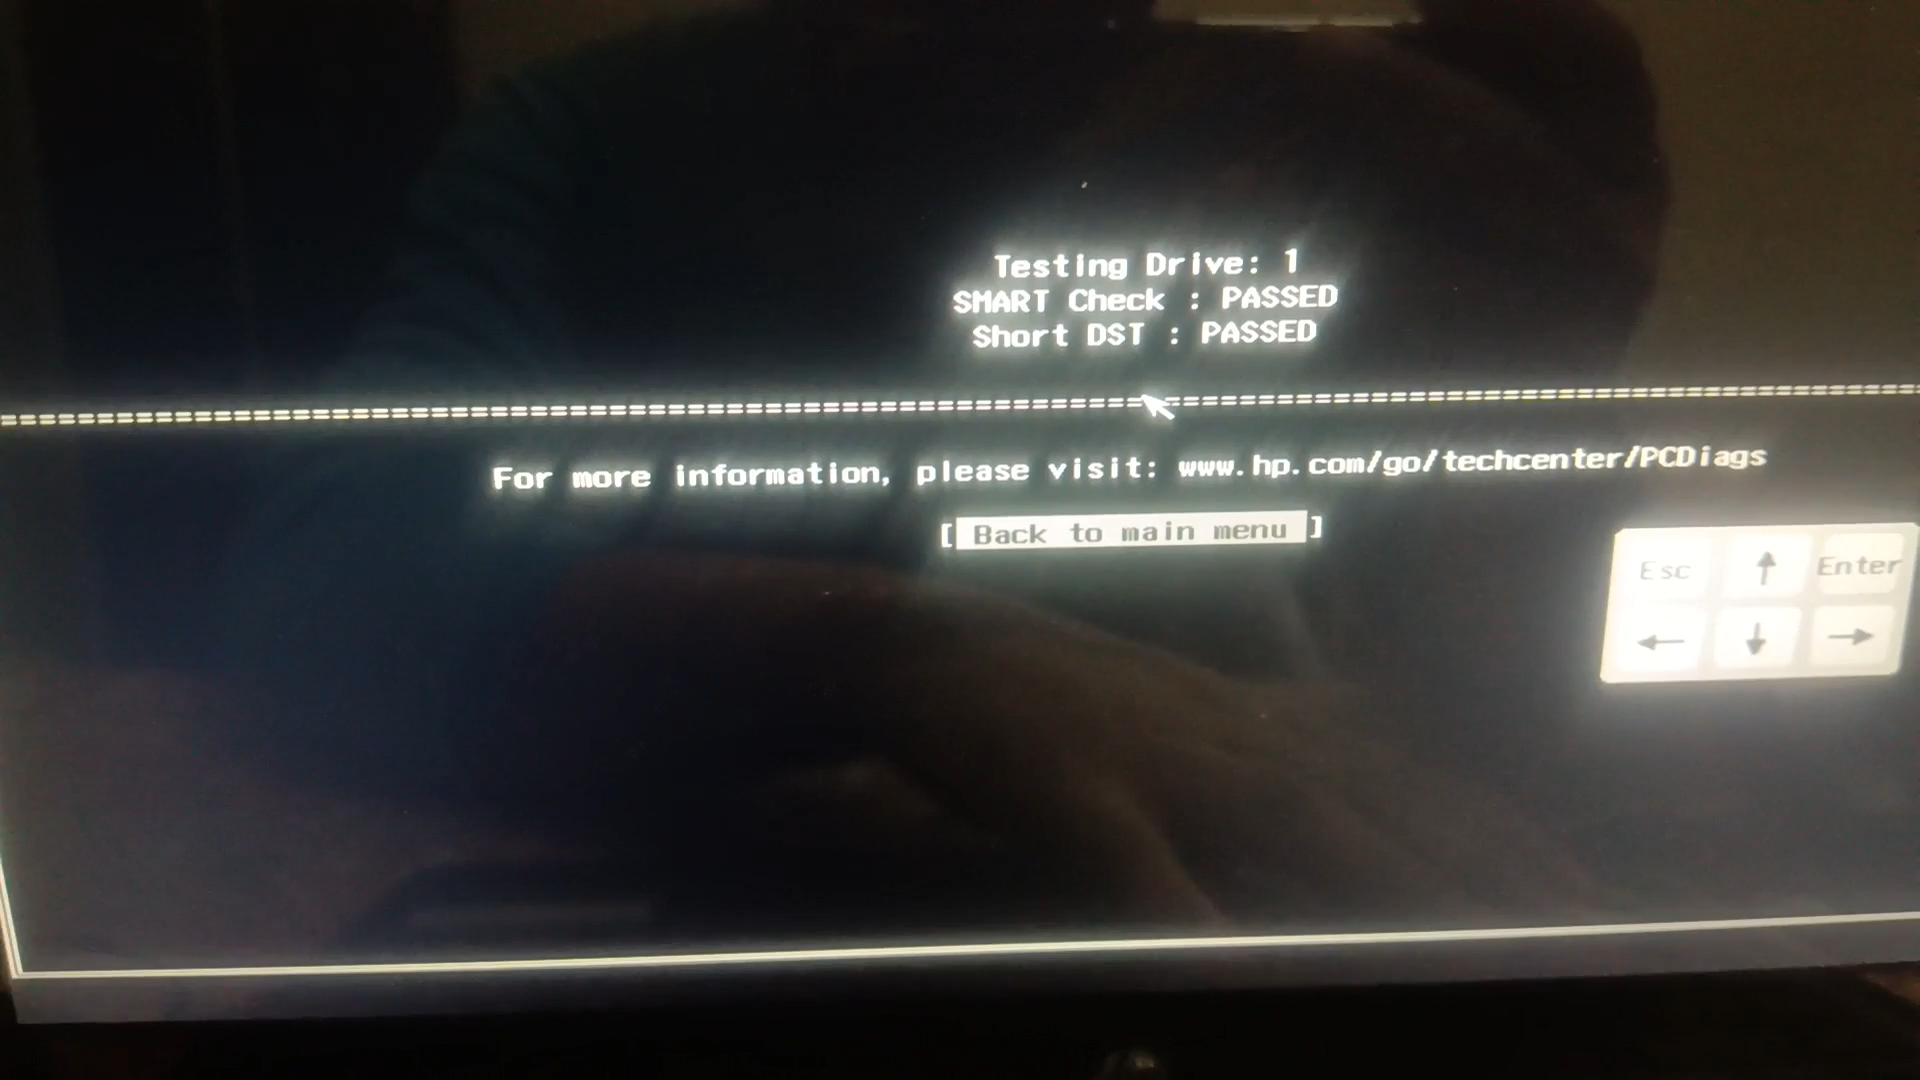 Testing Drive: 1
SMART Check : PASSED
Short DST : PASSED
For more information, please visit: www.hp.com/go/techcenter/PCDiags
[ Back to main menu ]
Esc ↑ Enter
← ↓ →